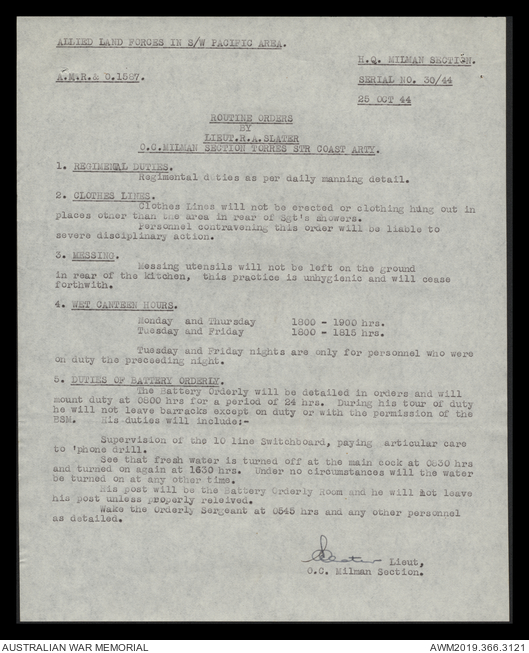 ALLIED LAND FORCES IN S/W PACIFIC AREA.
H.Q. MILMAN SECTION.
A.M.R.& O.1587.
SERIAL NO. 36/44
25 OCT 44
ROUTINE ORDERS
BY
LIEUT.R.A.SLATER
O.C.MILMAN SECTION TORRES STR COAST ARTY.
1. REGIMENTAL DUTIES.
Regimental duties as per daily manning detail.
2. CLOTHES LINES.
Clothes Lines will not be erected or clothing hung out in
places other than the area in rear of Sgt's showers.
Personnel contravening this order will be liable to
severe disciplinary action.
3. MESSING.
Messing utensils will not be left on the ground
in rear of the kitchen, this practice is unhygienic and will cease
forthwith.
4. WET CANTEEN HOURS.
Monday and Thursday 1800 - 1900 hrs.
Tuesday and Friday 1800 - 1815 hrs.
Tuesday and Friday nights are only for personnel who were
on duty the preceeding night.
5. DUTIES OF BATTERY ORDERLY.
The Battery Orderly will be detailed in orders and will
mount duty at 0800 hrs for a period of 24 hrs. During his tour of duty
he will not leave barracks except on duty or with the permission of the
BSM. His duties will include;-
Supervision of the 10 line Switchboard, paying articular care
to 'phone drill.
See that fresh water is turned off at the main cock at 0830 hrs
and turned on again at 1630 hrs. Under no circumstances will the water
be turned on at any other time.
His post will be the Battery Orderly Room and he will not leave
his post unless properly releived.
Wake the Orderly Sergeant at 0545 hrs and any other personnel
as detailed.
Slater Lieut,
O.C. Milman Section.
AUSTRALIAN WAR MEMORIAL
AWM2019.366.3121